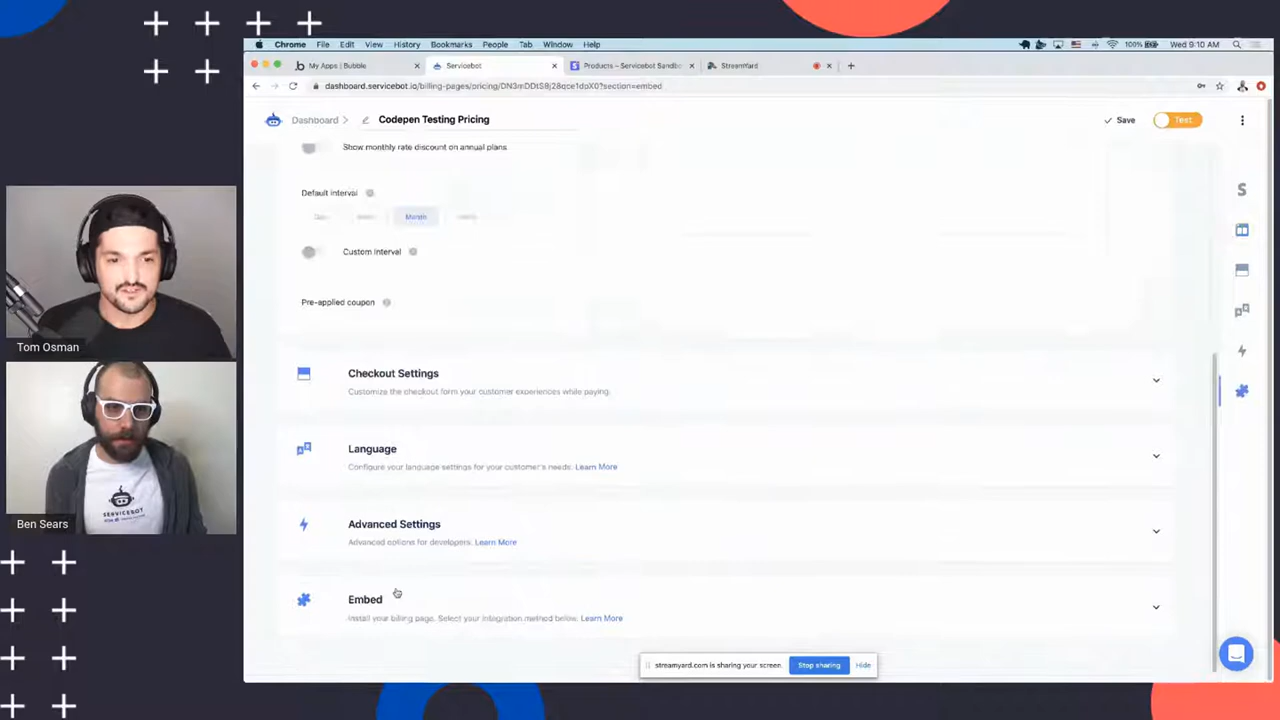 Chrome File Edit View History Bookmarks People Tab Window Help
100% Wed 9:10 AM
My Apps | Bubble
Servicebot
Products – Servicebot Sandbo
StreamYard
dashboard.servicebot.io/billing-pages/pricing/DN3mDDtS8j28qce1dpX0?section=embed
Dashboard
Codepen Testing Pricing
Save
Test
Show monthly rate discount on annual plans
Default interval
Month
Custom interval
Pre-applied coupon
Checkout Settings
Customize the checkout form your customer experiences while paying.
Language
Configure your language settings for your customer's needs. Learn More
Advanced Settings
Advanced options for developers. Learn More
Embed
Install your billing page. Select your integration method below. Learn More
streamyard.com is sharing your screen.
Stop sharing
Hide
Tom Osman
SERVICEBOT
Ben Sears